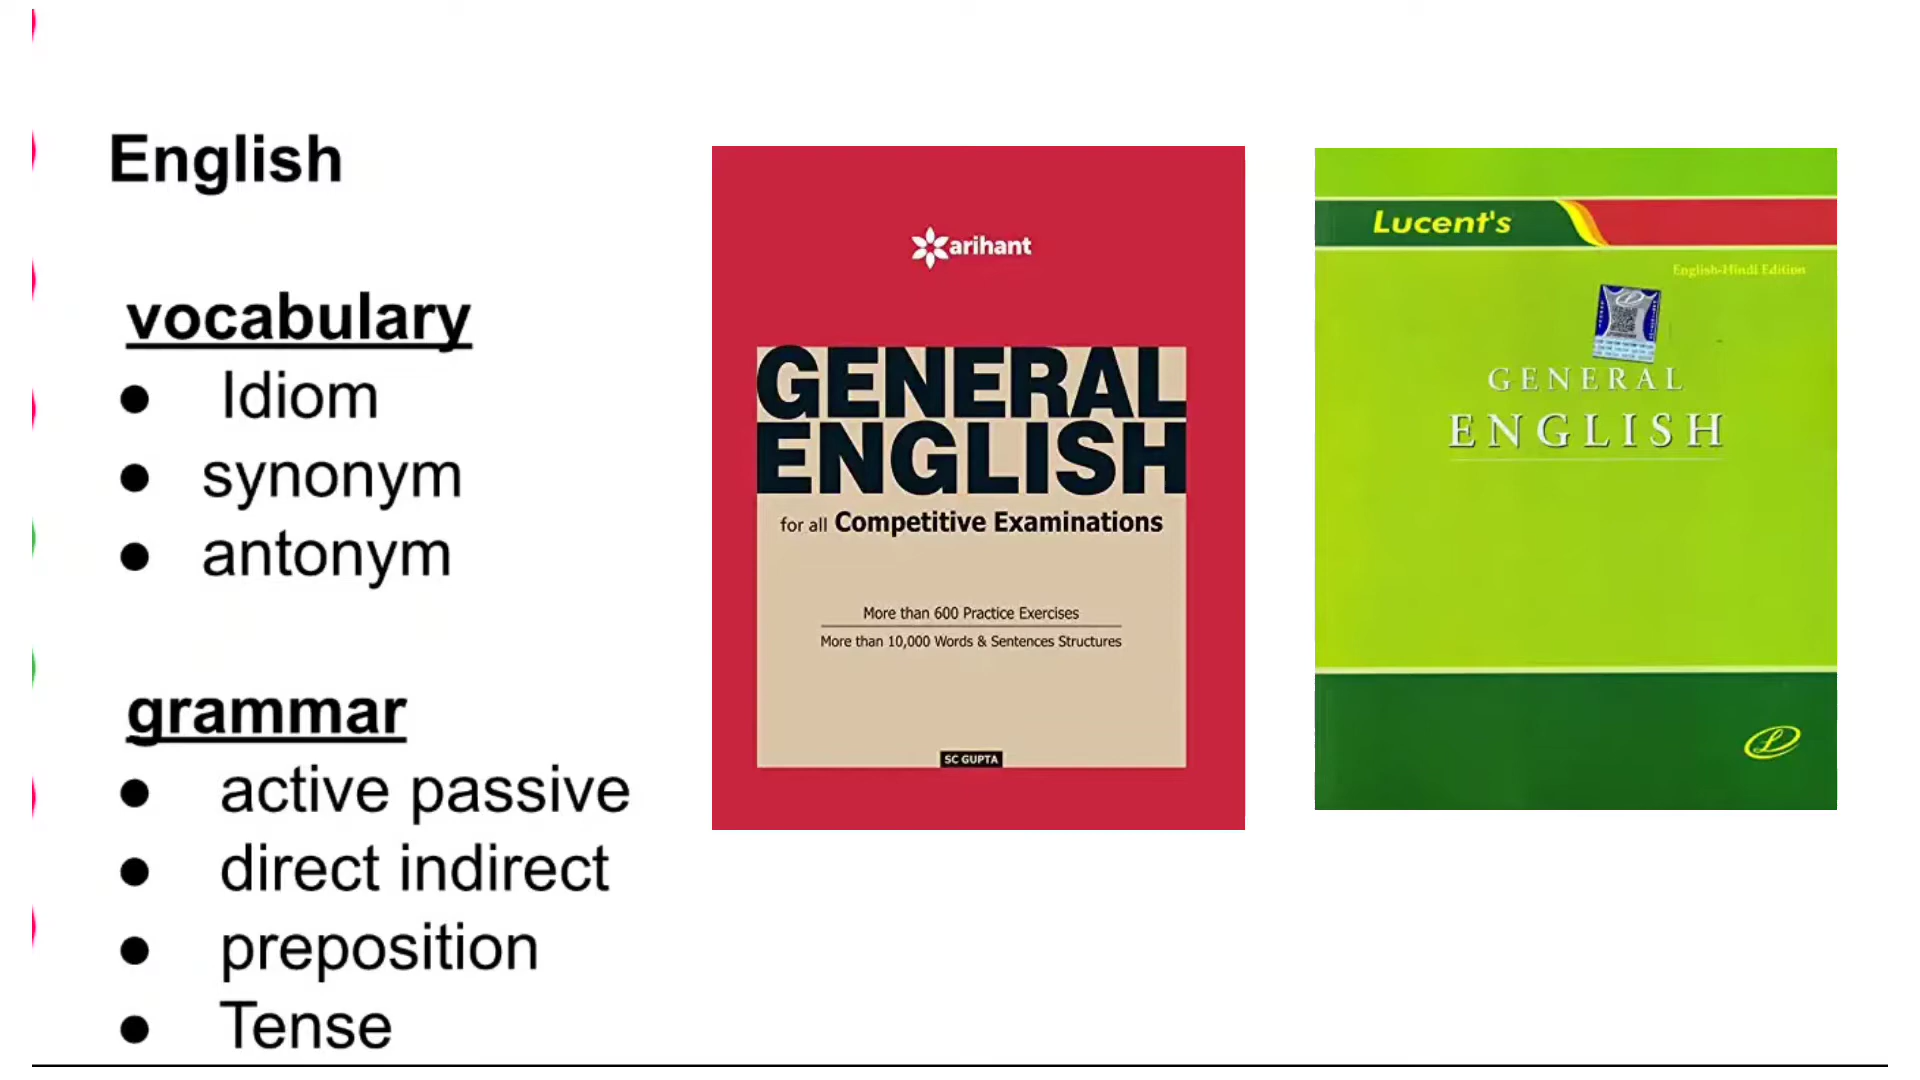 English
vocabulary
● Idiom
● synonym
● antonym
grammar
● active passive
● direct indirect
● preposition
● Tense
arihant
GENERAL
ENGLISH
for all Competitive Examinations
More than 600 Practice Exercises
More than 10,000 Words & Sentences Structures
SC GUPTA
Lucent's
English-Hindi Edition
GENERAL
ENGLISH